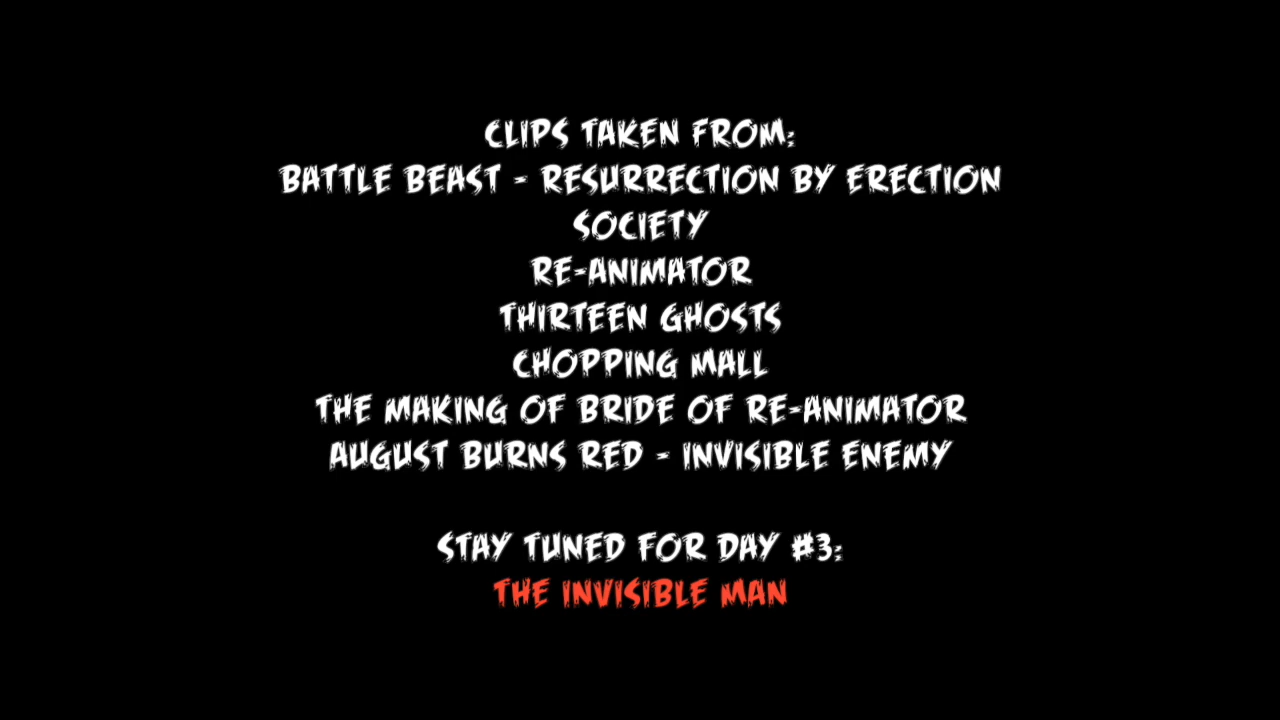 CLIPS TAKEN FROM:
BATTLE BEAST - RESURRECTION BY ERECTION
SOCIETY
RE-ANIMATOR
THIRTEEN GHOSTS
CHOPPING MALL
THE MAKING OF BRIDE OF RE-ANIMATOR
AUGUST BURNS RED - INVISIBLE ENEMY
STAY TUNED FOR DAY #3:
THE INVISIBLE MAN